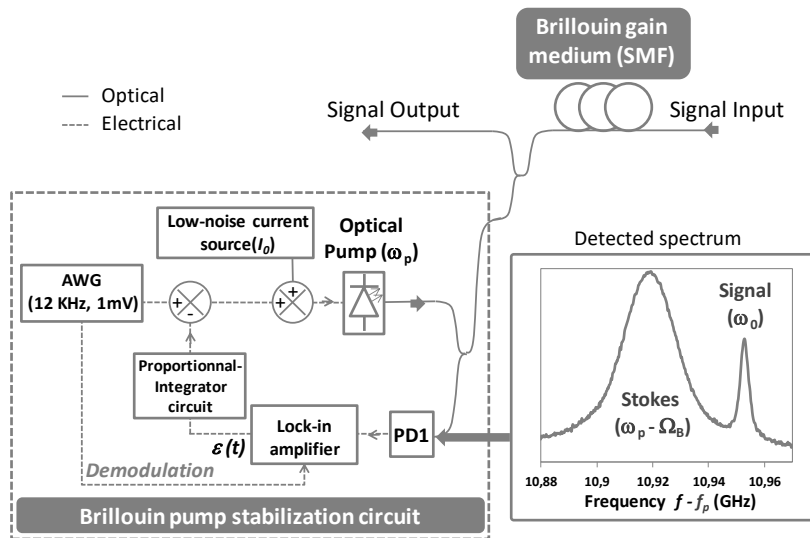 Brillouin gain
medium (SMF)
Optical
Electrical
Signal Output
Signal Input
Low-noise current
source(I0)
Optical
Pump (ωp)
AWG
(12 KHz, 1mV)
+
-
+
+
Proportionnal-
Integrator
circuit
ε(t)
Lock-in
amplifier
PD1
Demodulation
Brillouin pump stabilization circuit
Detected spectrum
Signal
(ω0)
Stokes
(ωp - ΩB)
10,88 10,9 10,92 10,94 10,96
Frequency f - fp (GHz)